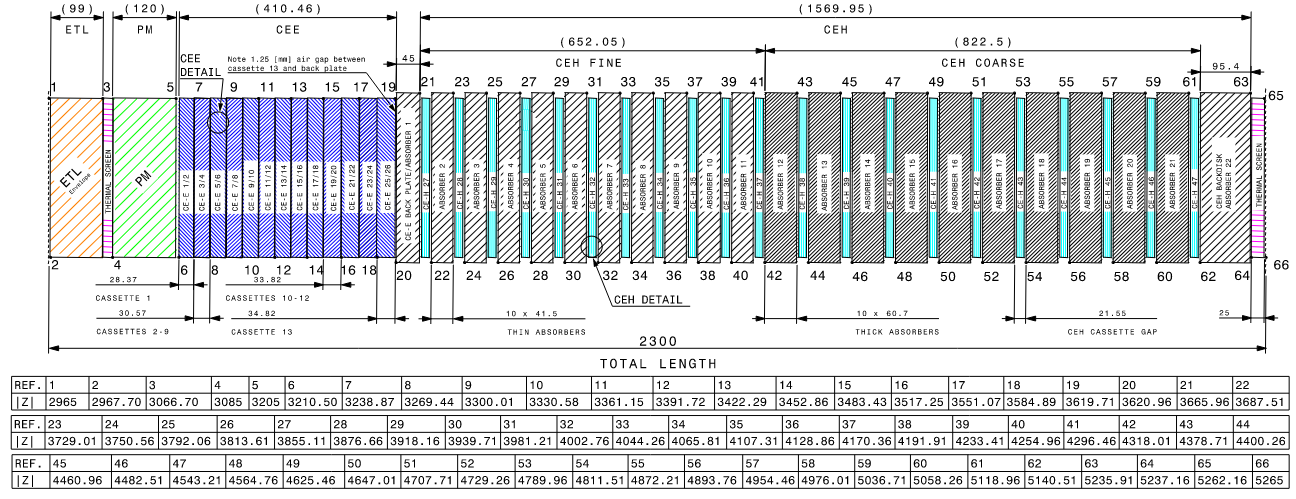 (99) (120) (410.46) (1569.95)
ETL PM CEE CEH
(652.05) (822.5)
CEE DETAIL
Note 1.25 [mm] air gap between
cassette 13 and back plate
45 CEH FINE CEH COARSE 95.4
1 3 5 7 9 11 13 15 17 19 21 23 25 27 29 31 33 35 37 39 41 43 45 47 49 51 53 55 57 59 61 63 65
ETL
Envelope
THERMAL SCREEN
PM
CE-E 1/2
CE-E 3/4
CE-E 5/6
CE-E 7/8
CE-E 9/10
CE-E 11/12
CE-E 13/14
CE-E 15/16
CE-E 17/18
CE-E 19/20
CE-E 21/22
CE-E 23/24
CE-E 25/26
CE-E BACK PLATE/ABSORBER 1
CE-H 27
ABSORBER 2
CE-H 28
ABSORBER 3
CE-H 29
ABSORBER 4
CE-H 30
ABSORBER 5
CE-H 31
ABSORBER 6
CE-H 32
ABSORBER 7
CE-H 33
ABSORBER 8
CE-H 34
ABSORBER 9
CE-H 35
ABSORBER 10
CE-H 36
ABSORBER 11
CE-H 37
ABSORBER 12
CE-H 38
ABSORBER 13
CE-H 39
ABSORBER 14
CE-H 40
ABSORBER 15
CE-H 41
ABSORBER 16
CE-H 42
ABSORBER 17
CE-H 43
ABSORBER 18
CE-H 44
ABSORBER 19
CE-H 45
ABSORBER 20
CE-H 46
ABSORBER 21
CE-H 47
CEH BACKDISK
ABSORBER 22
THERMAL SCREEN
2 4 6 8 10 12 14 16 18 20 22 24 26 28 30 32 34 36 38 40 42 44 46 48 50 52 54 56 58 60 62 64 66
28.37 33.82
CASSETTE 1 CASSETTES 10-12 CEH DETAIL
30.57 34.82 10 x 41.5 10 x 60.7 21.55 25
CASSETTES 2-9 CASSETTE 13 THIN ABSORBERS THICK ABSORBERS CEH CASSETTE GAP
2300
TOTAL LENGTH
REF. 1 2 3 4 5 6 7 8 9 10 11 12 13 14 15 16 17 18 19 20 21 22
|Z| 2965 2967.70 3066.70 3085 3205 3210.50 3238.87 3269.44 3300.01 3330.58 3361.15 3391.72 3422.29 3452.86 3483.43 3517.25 3551.07 3584.89 3619.71 3620.96 3665.96 3687.51
REF. 23 24 25 26 27 28 29 30 31 32 33 34 35 36 37 38 39 40 41 42 43 44
|Z| 3729.01 3750.56 3792.06 3813.61 3855.11 3876.66 3918.16 3939.71 3981.21 4002.76 4044.26 4065.81 4107.31 4128.86 4170.36 4191.91 4233.41 4254.96 4296.46 4318.01 4378.71 4400.26
REF. 45 46 47 48 49 50 51 52 53 54 55 56 57 58 59 60 61 62 63 64 65 66
|Z| 4460.96 4482.51 4543.21 4564.76 4625.46 4647.01 4707.71 4729.26 4789.96 4811.51 4872.21 4893.76 4954.46 4976.01 5036.71 5058.26 5118.96 5140.51 5235.91 5237.16 5262.16 5265